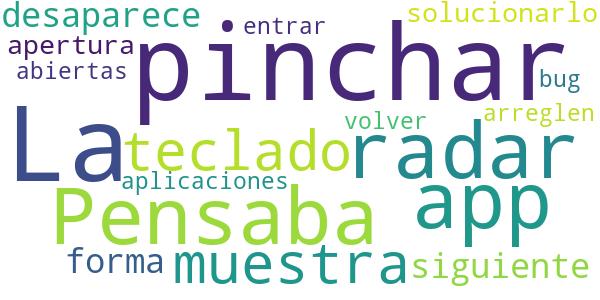 desaparece entrar solucionarlo
apertura pinchar
abiertas bug
La teclado volver radar arreglen
aplicaciones
Pensaba app
forma muestra siguiente